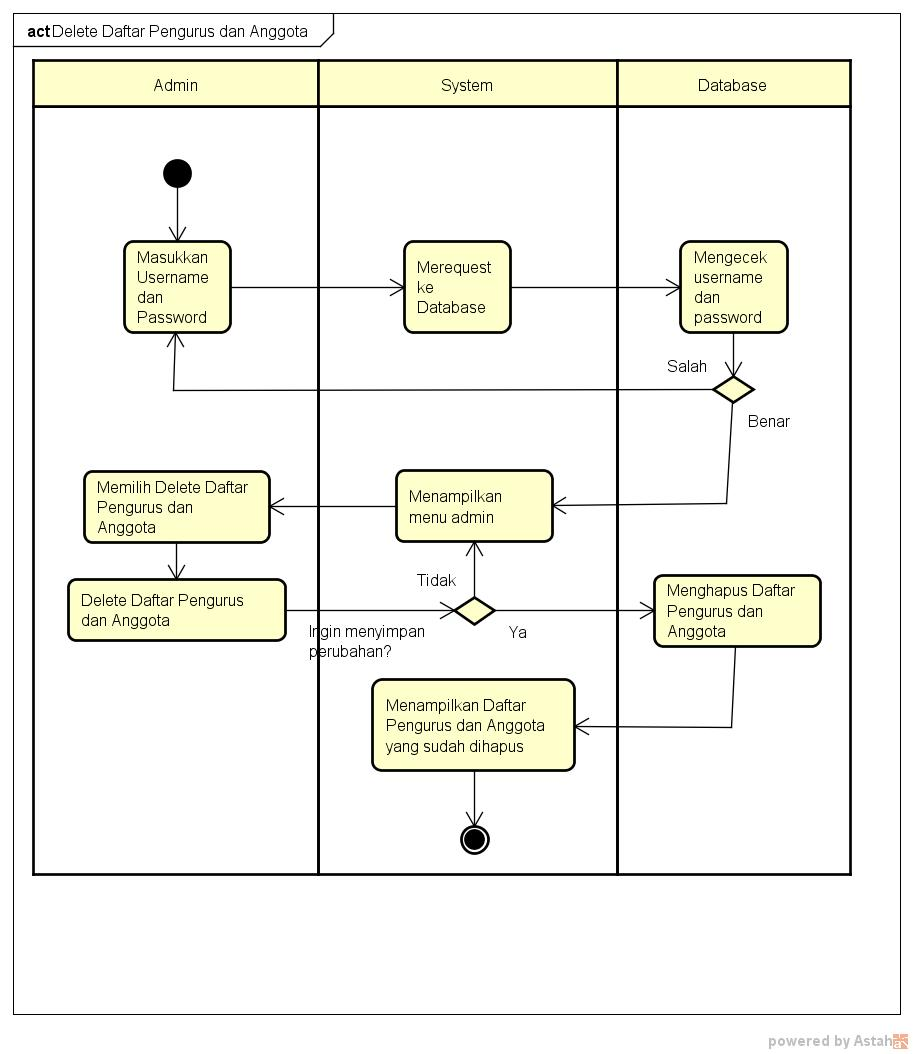 act Delete Daftar Pengurus dan Anggota
Admin
System
Database
Masukkan
Username
dan
Password
Merequest
ke
Database
Mengecek
username
dan
password
Salah
Benar
Memilih Delete Daftar
Pengurus dan
Anggota
Menampilkan
menu admin
Tidak
Delete Daftar Pengurus
dan Anggota
Ingin menyimpan
perubahan?
Ya
Menghapus Daftar
Pengurus dan
Anggota
Menampilkan Daftar
Pengurus dan Anggota
yang sudah dihapus
powered by Astah